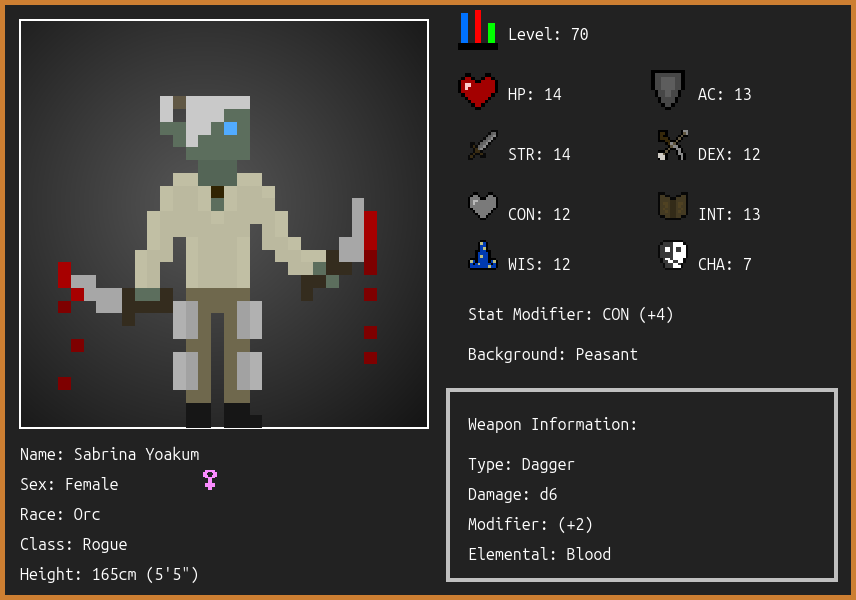 Level: 70
HP: 14
AC: 13
STR: 14
DEX: 12
CON: 12
INT: 13
WIS: 12
CHA: 7
Stat Modifier: CON (+4)
Background: Peasant
Weapon Information:
Type: Dagger
Damage: d6
Modifier: (+2)
Elemental: Blood
Name: Sabrina Yoakum
Sex: Female
Race: Orc
Class: Rogue
Height: 165cm (5'5")